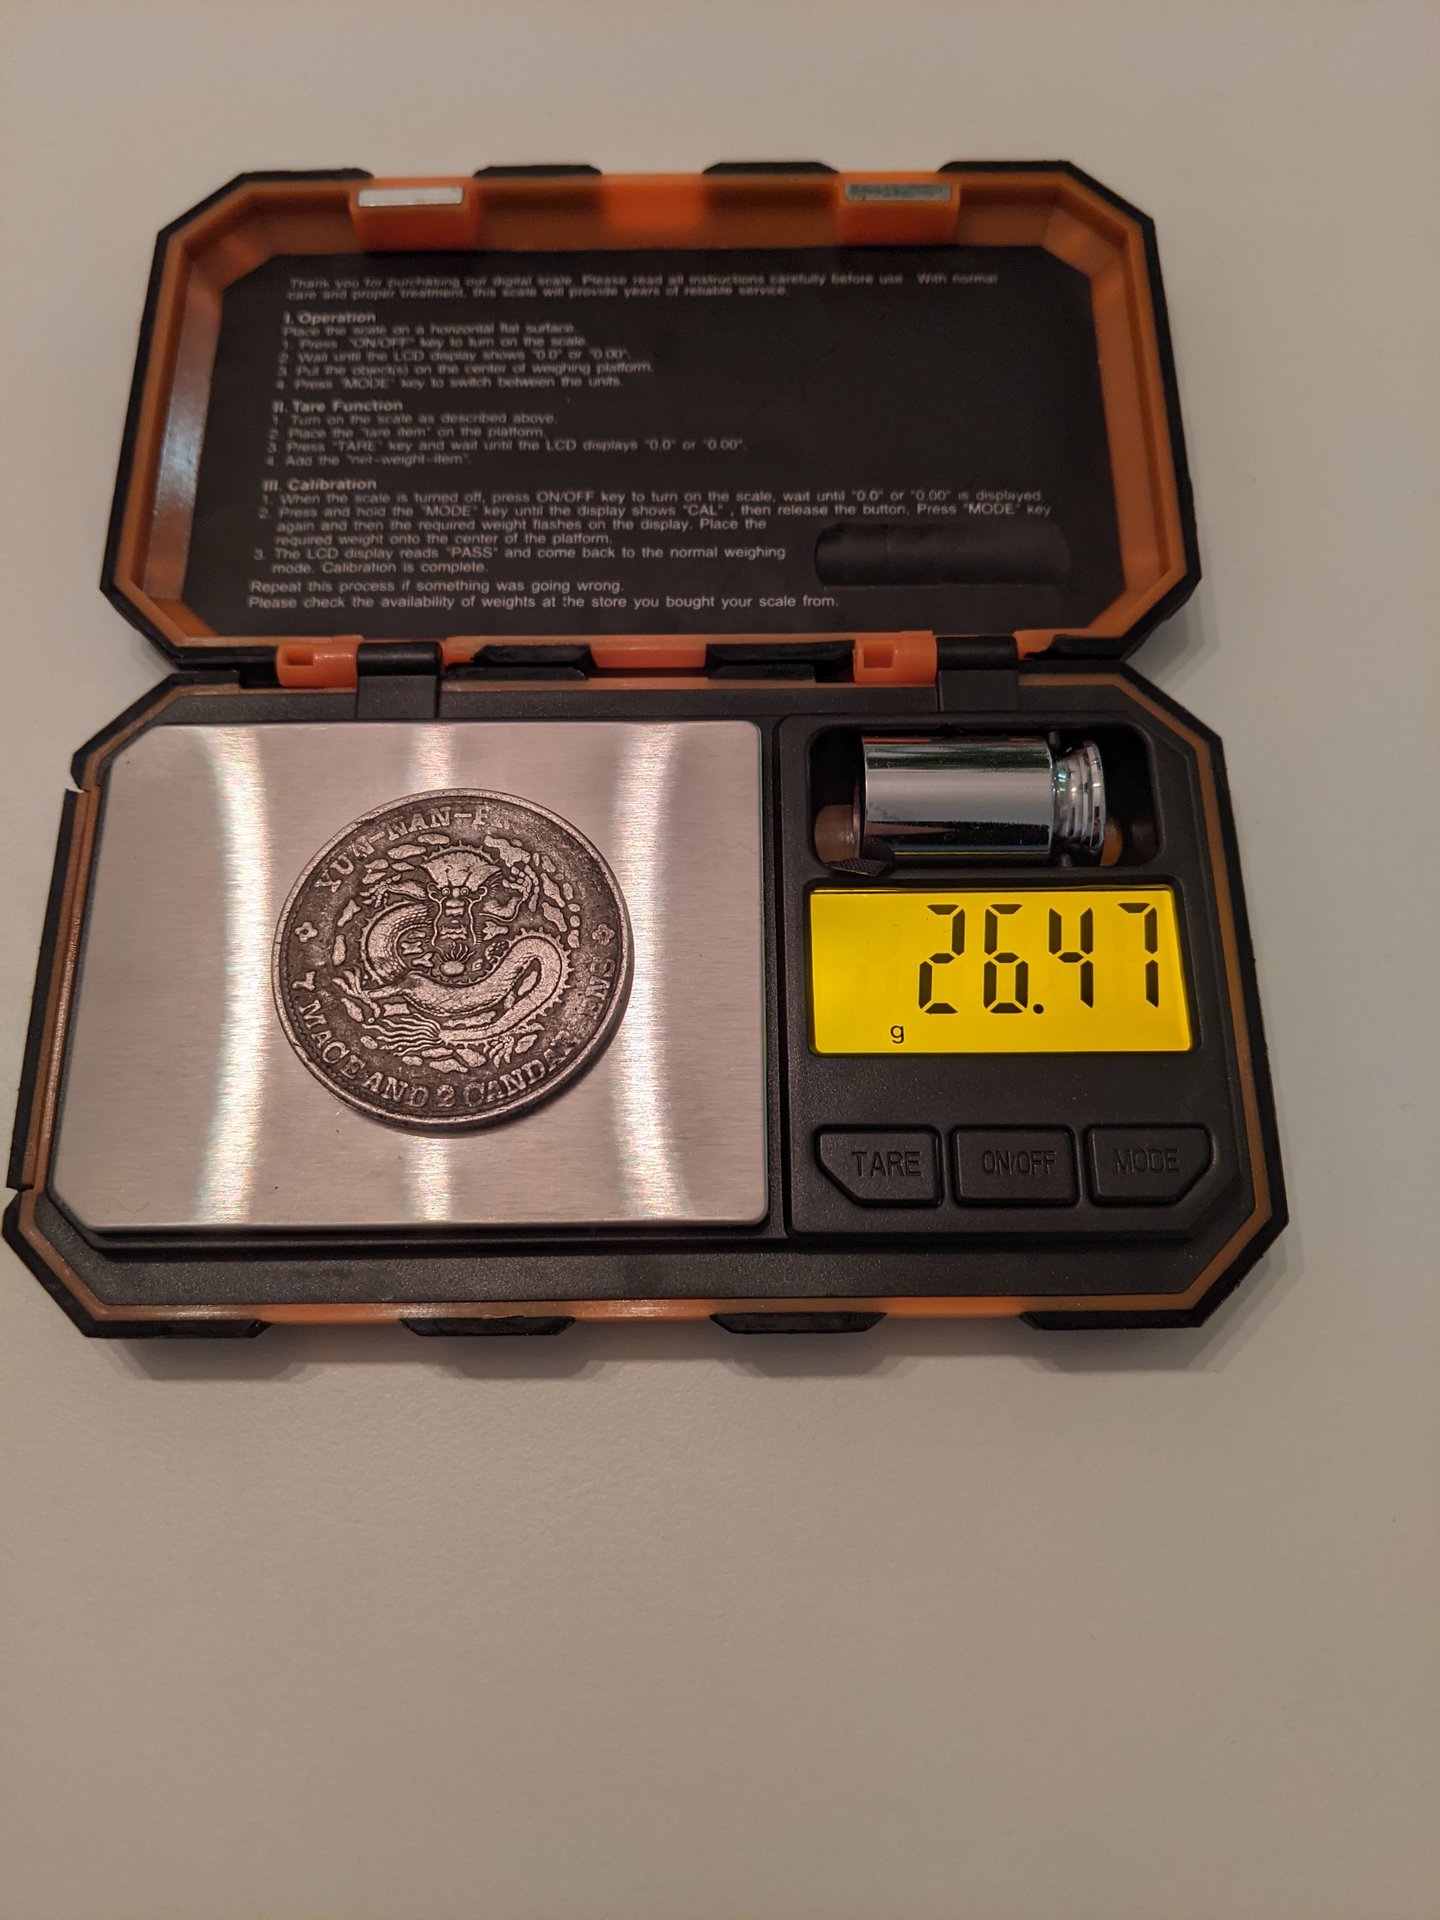 Thank you for purchasing our digital scale. Please read all instructions carefully before use. With normal
care and proper treatment, this scale will provide years of reliable service.
I. Operation
Place the scale on a horizontal flat surface.
1. Press "ON/OFF" key to turn on the scale.
2. Wait until the LCD display shows "0.0" or "0.00".
3. Put the object(s) on the center of weighing platform.
4. Press "MODE" key to switch between the units.
II. Tare Function
1. Turn on the scale as described above.
2. Place the "tare item" on the platform.
3. Press "TARE" key and wait until the LCD displays "0.0" or "0.00".
4. Add the "net-weight-item".
III. Calibration
1. When the scale is turned off, press ON/OFF key to turn on the scale, wait until "0.0" or "0.00" is displayed
2. Press and hold the "MODE" key until the display shows "CAL" , then release the button. Press "MODE" key
again and then the required weight flashes on the display. Place the
required weight onto the center of the platform.
3. The LCD display reads "PASS" and come back to the normal weighing
mode. Calibration is complete.
Repeat this process if something was going wrong.
Please check the availability of weights at the store you bought your scale from.
YUN-NAN-
MACE AND 2
26.47
g
TARE
ON/OFF
MODE